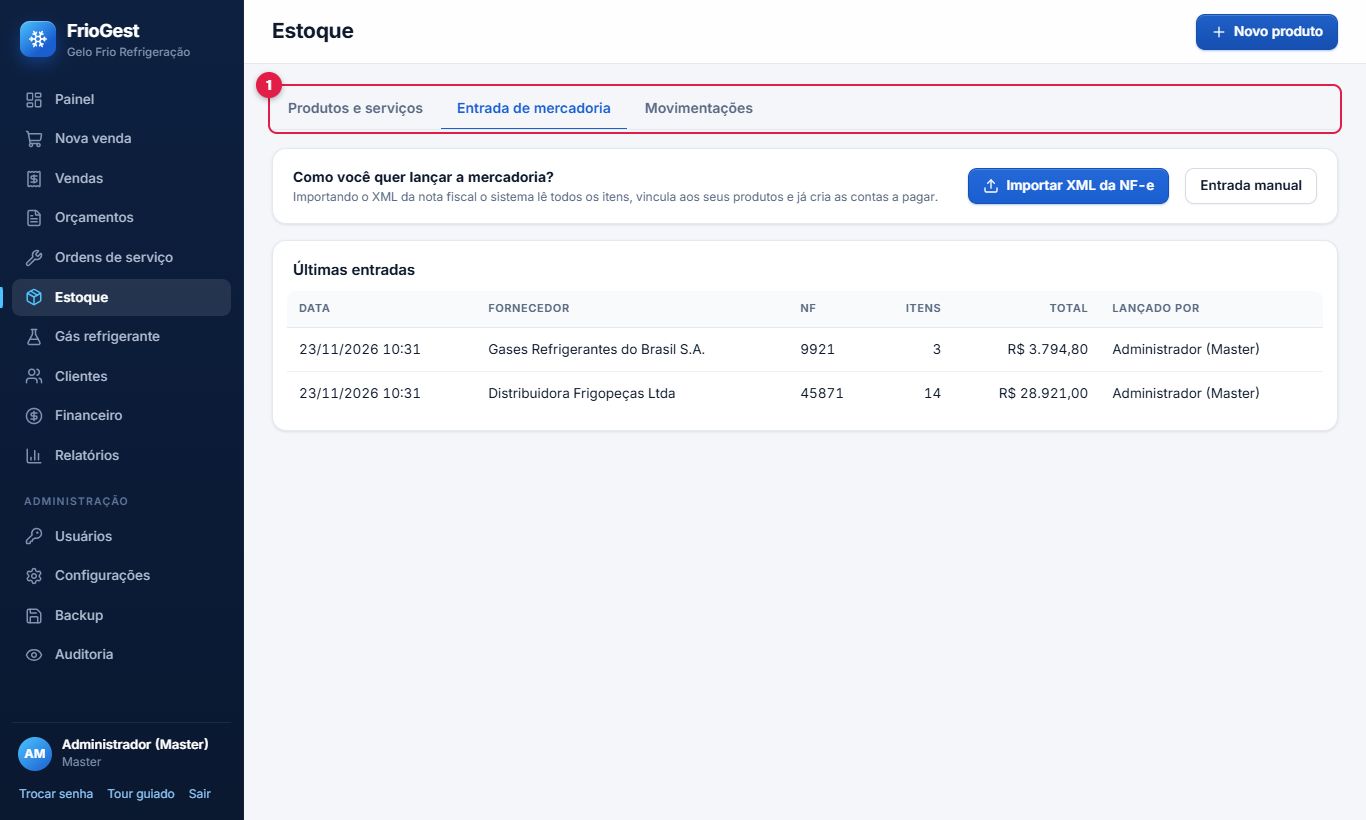 FrioGest
Gelo Frio Refrigeração
Painel
Nova venda
Vendas
Orçamentos
Ordens de serviço
Estoque
Gás refrigerante
Clientes
Financeiro
Relatórios
ADMINISTRAÇÃO
Usuários
Configurações
Backup
Auditoria
AM
Administrador (Master)
Master
Trocar senha Tour guiado Sair
Estoque
Novo produto
1
Produtos e serviços Entrada de mercadoria Movimentações
Como você quer lançar a mercadoria?
Importando o XML da nota fiscal o sistema lê todos os itens, vincula aos seus produtos e já cria as contas a pagar.
Importar XML da NF-e
Entrada manual
Últimas entradas
DATA FORNECEDOR NF ITENS TOTAL LANÇADO POR
23/11/2026 10:31 Gases Refrigerantes do Brasil S.A. 9921 3 R$ 3.794,80 Administrador (Master)
23/11/2026 10:31 Distribuidora Frigopeças Ltda 45871 14 R$ 28.921,00 Administrador (Master)